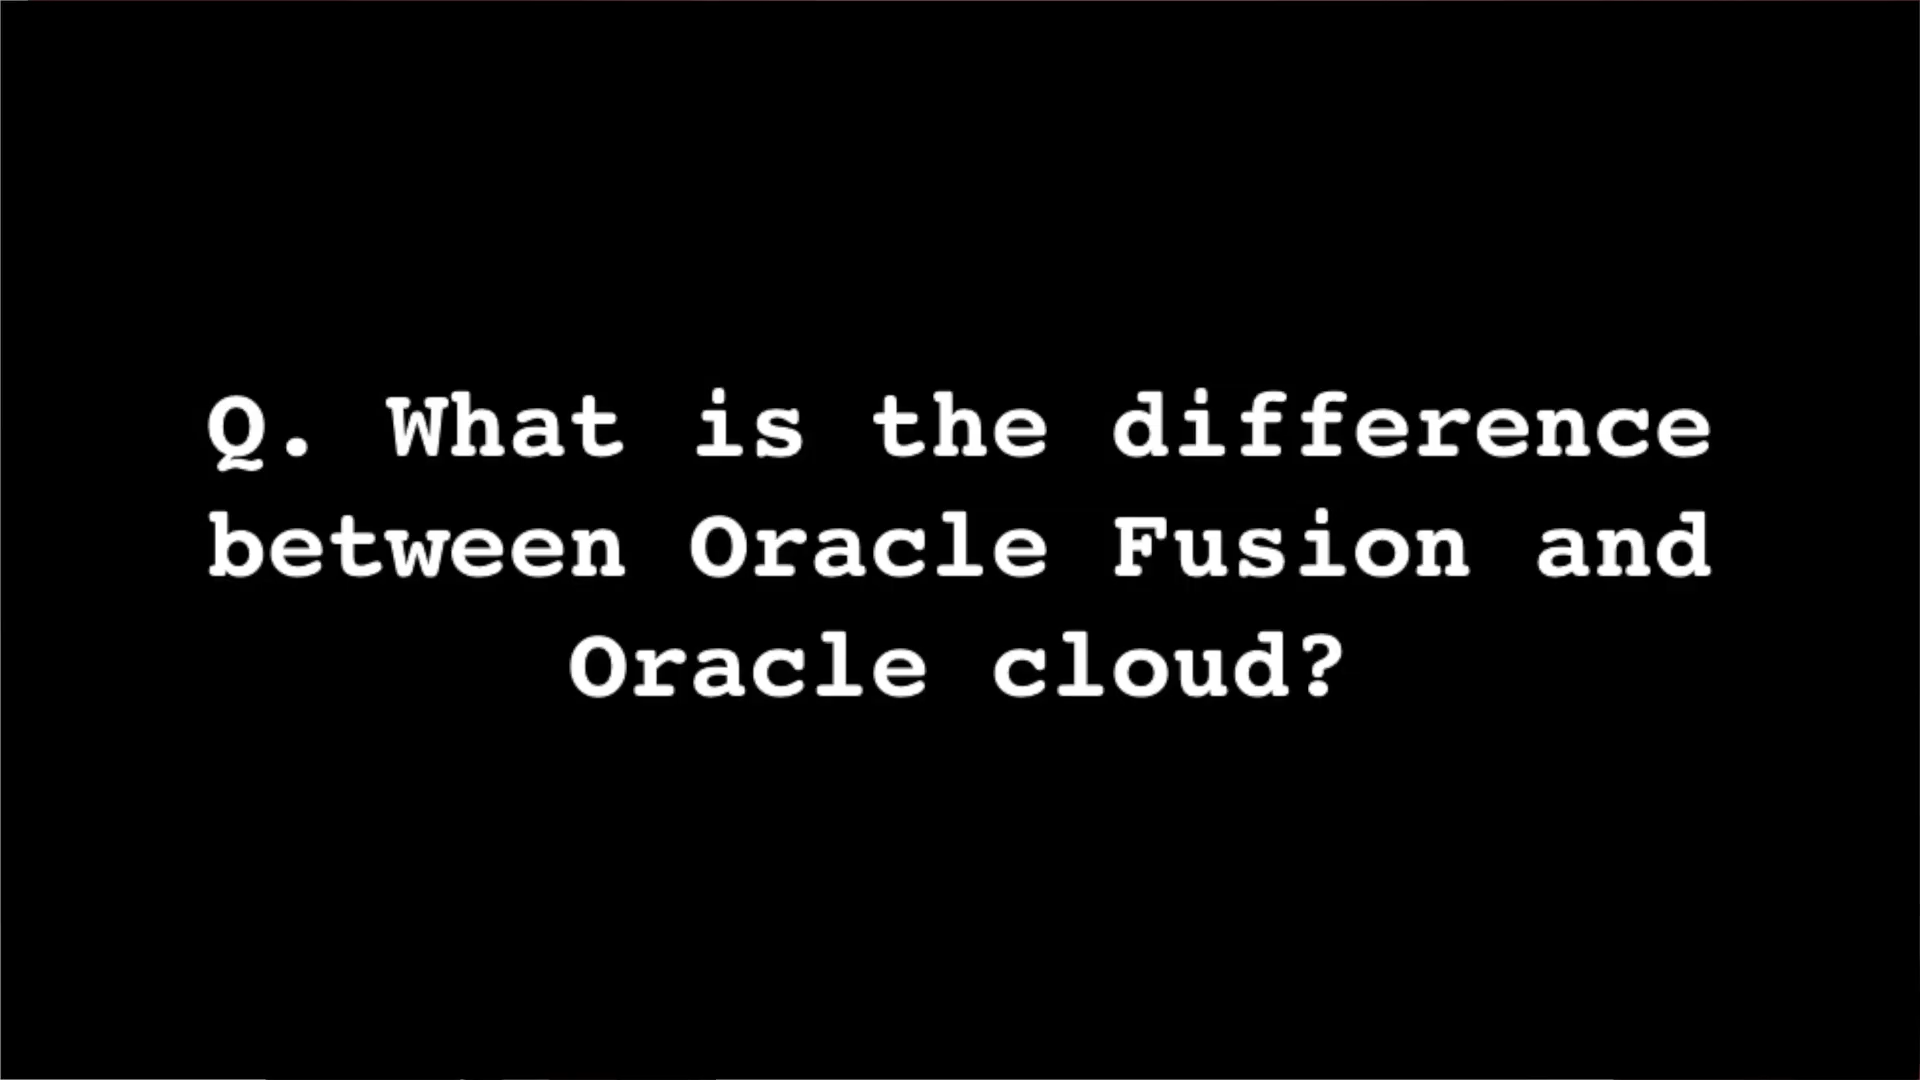 Q. What is the difference
between Oracle Fusion and
Oracle cloud?